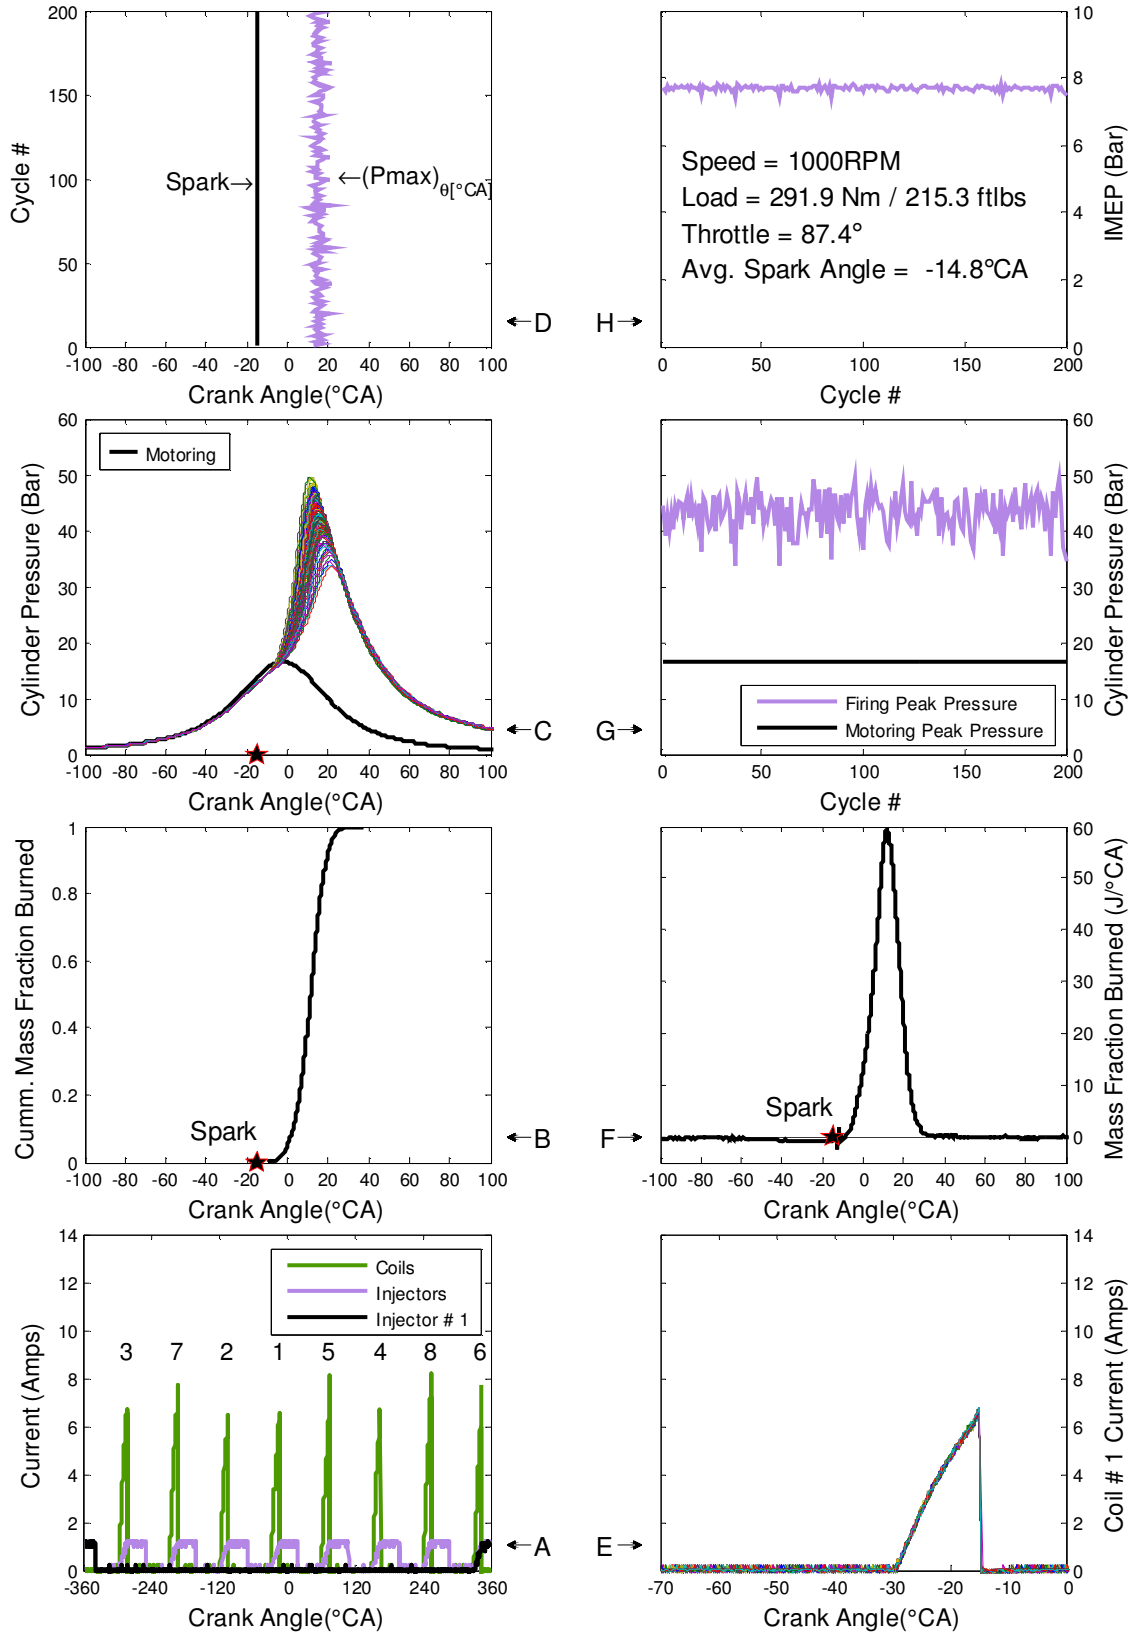 200
150
100
50
0
Cycle #
Spark→
←(Pmax)θ[°CA]
-100 -80 -60 -40 -20 0 20 40 60 80 100
Crank Angle(°CA)
←D
H→
10
8
6
4
2
0
IMEP (Bar)
Speed = 1000RPM
Load = 291.9 Nm / 215.3 ftlbs
Throttle = 87.4°
Avg. Spark Angle = -14.8°CA
0 50 100 150 200
Cycle #
60
50
40
30
20
10
0
Cylinder Pressure (Bar)
Motoring
-100 -80 -60 -40 -20 0 20 40 60 80 100
Crank Angle(°CA)
←C
G→
60
50
40
30
20
10
0
Cylinder Pressure (Bar)
Firing Peak Pressure
Motoring Peak Pressure
0 50 100 150 200
Cycle #
1
0.8
0.6
0.4
0.2
0
Cumm. Mass Fraction Burned
Spark
-100 -80 -60 -40 -20 0 20 40 60 80 100
Crank Angle(°CA)
←B
F→
60
50
40
30
20
10
0
Mass Fraction Burned (J/°CA)
Spark
-100 -80 -60 -40 -20 0 20 40 60 80 100
Crank Angle(°CA)
14
12
10
8
6
4
2
0
Current (Amps)
Coils
Injectors
Injector # 1
3 7 2 1 5 4 8 6
-360 -240 -120 0 120 240 360
Crank Angle(°CA)
←A
E→
14
12
10
8
6
4
2
0
Coil # 1 Current (Amps)
-70 -60 -50 -40 -30 -20 -10 0
Crank Angle(°CA)